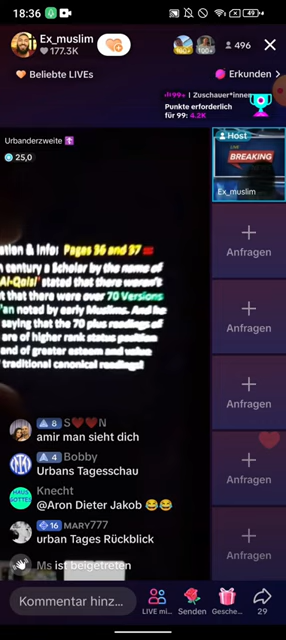 18:36
49
Ex_muslim
177.3K
100+
496
Beliebte LIVEs
Erkunden
99+ | Zuschauer*innen
Punkte erforderlich
für 99: 4.2K
Urbanderzweite
25,0
Host
LIVE
BREAKING
Ex_muslim
ation & Info: Pages 36 and 37
century a Scholar by the name of
Al-Qaisi' stated that there weren't
t that there were over 70 Versions
'an noted by early Muslims. And he
saying that the 70 plus readings of
are of higher rank status position
and of greater esteem and value
traditional canonical readings!
Anfragen
Anfragen
Anfragen
Anfragen
Anfragen
8 S❤️❤️N
amir man sieht dich
4 Bobby
Urbans Tagesschau
Knecht
@Aron Dieter Jakob 😂😂
16 MARY777
urban Tages Rückblick
Ms ist beigetreten
Kommentar hinz...
LIVE mi...
Senden
Gesche...
29